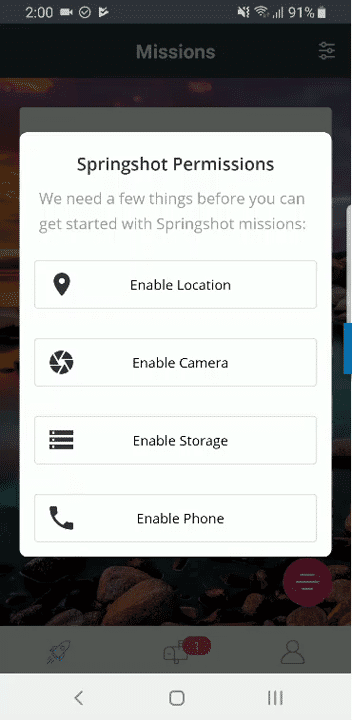 2:00
91%
Missions
Springshot Permissions
We need a few things before you can
get started with Springshot missions:
Enable Location
Enable Camera
Enable Storage
Enable Phone